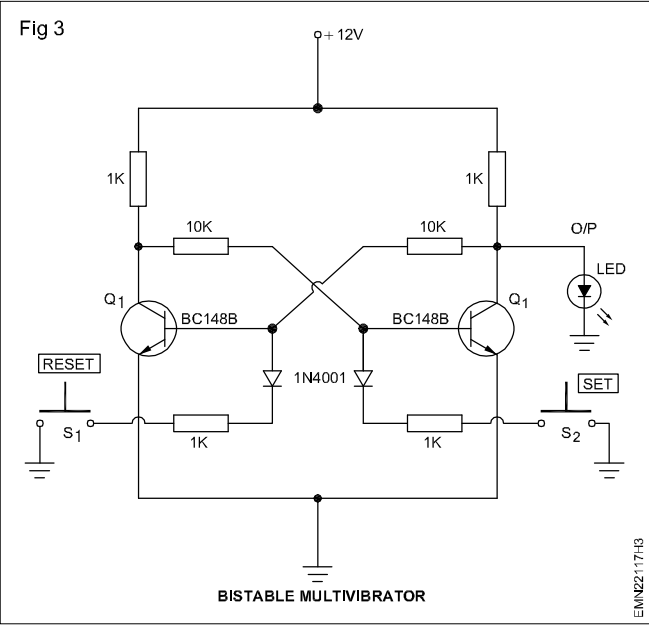 Fig 3
+ 12V
1K
1K
10K
10K
O/P
LED
Q1
BC148B
BC148B
Q1
RESET
1N4001
SET
S1
1K
1K
S2
BISTABLE MULTIVIBRATOR
EMN22117H3